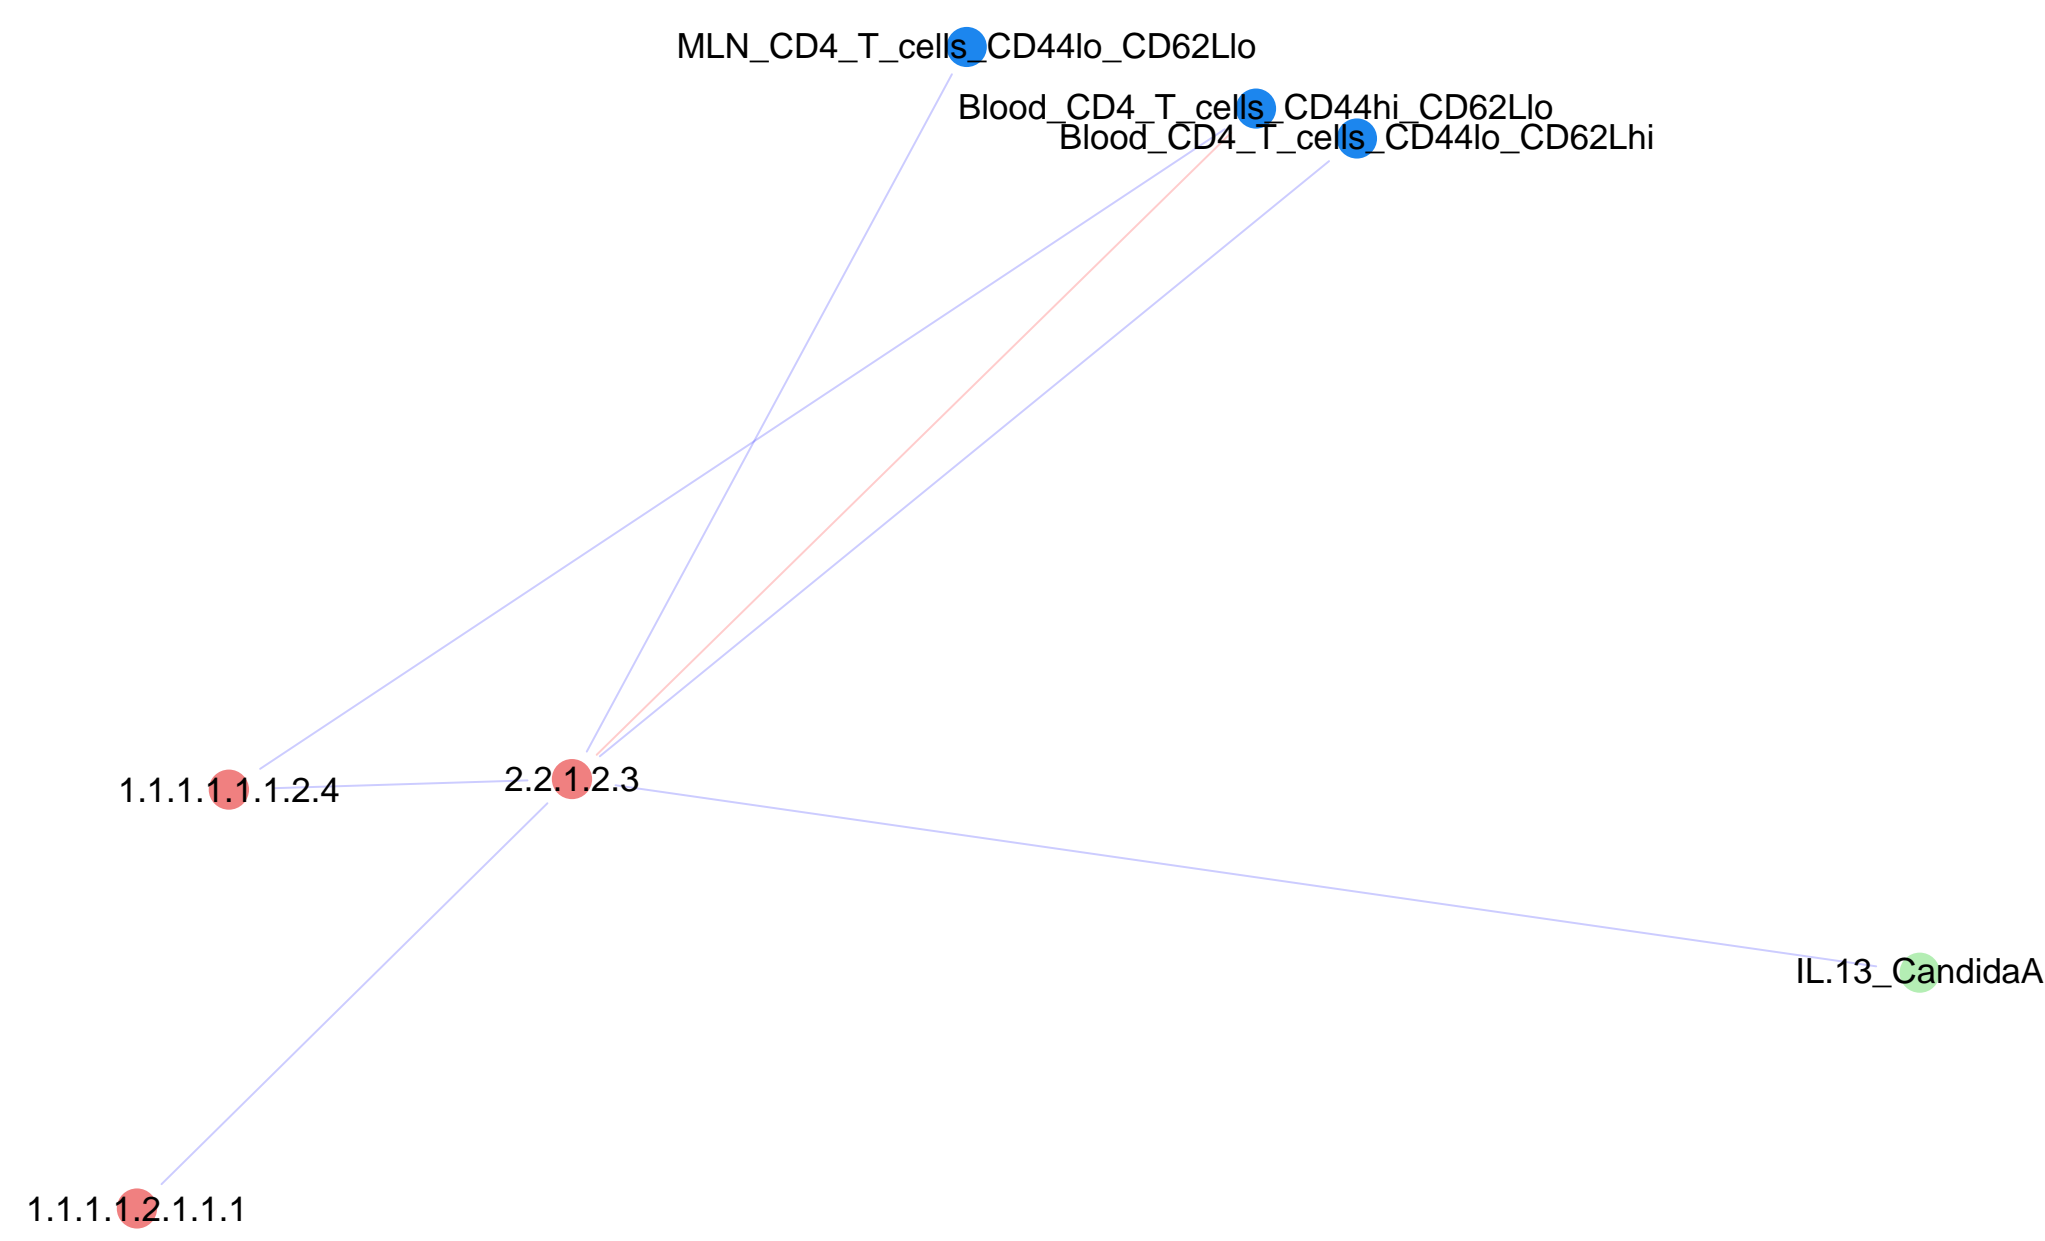 MLN_CD4_T_cells_CD44lo_CD62Llo
Blood_CD4_T_cells_CD44hi_CD62Llo
Blood_CD4_T_cells_CD44lo_CD62Lhi
1.1.1.1.1.1.2.4
2.2.1.2.3
IL.13_CandidaA
1.1.1.1.2.1.1.1